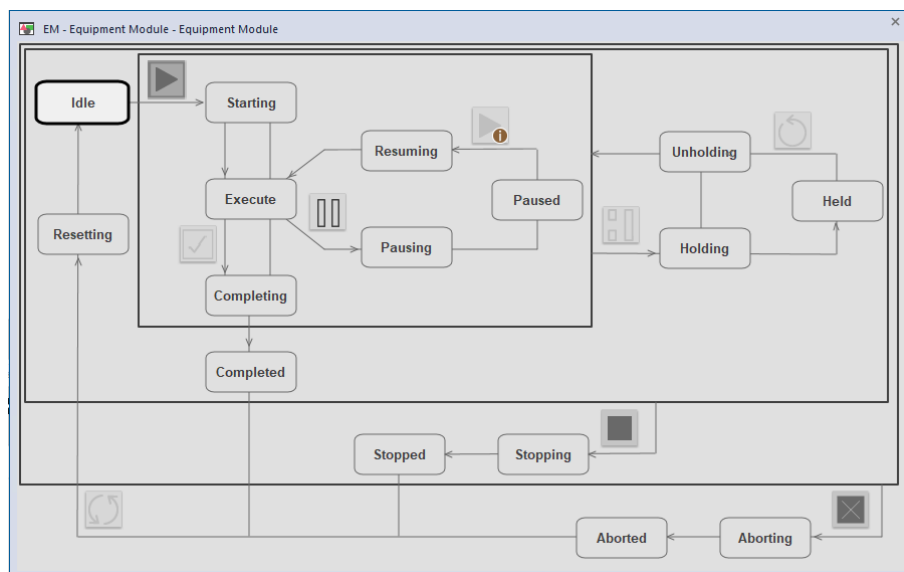 EM - Equipment Module - Equipment Module
Idle
Starting
Resuming
Unholding
Execute
Paused
Held
Resetting
Pausing
Holding
Completing
Completed
Stopped
Stopping
Aborted
Aborting